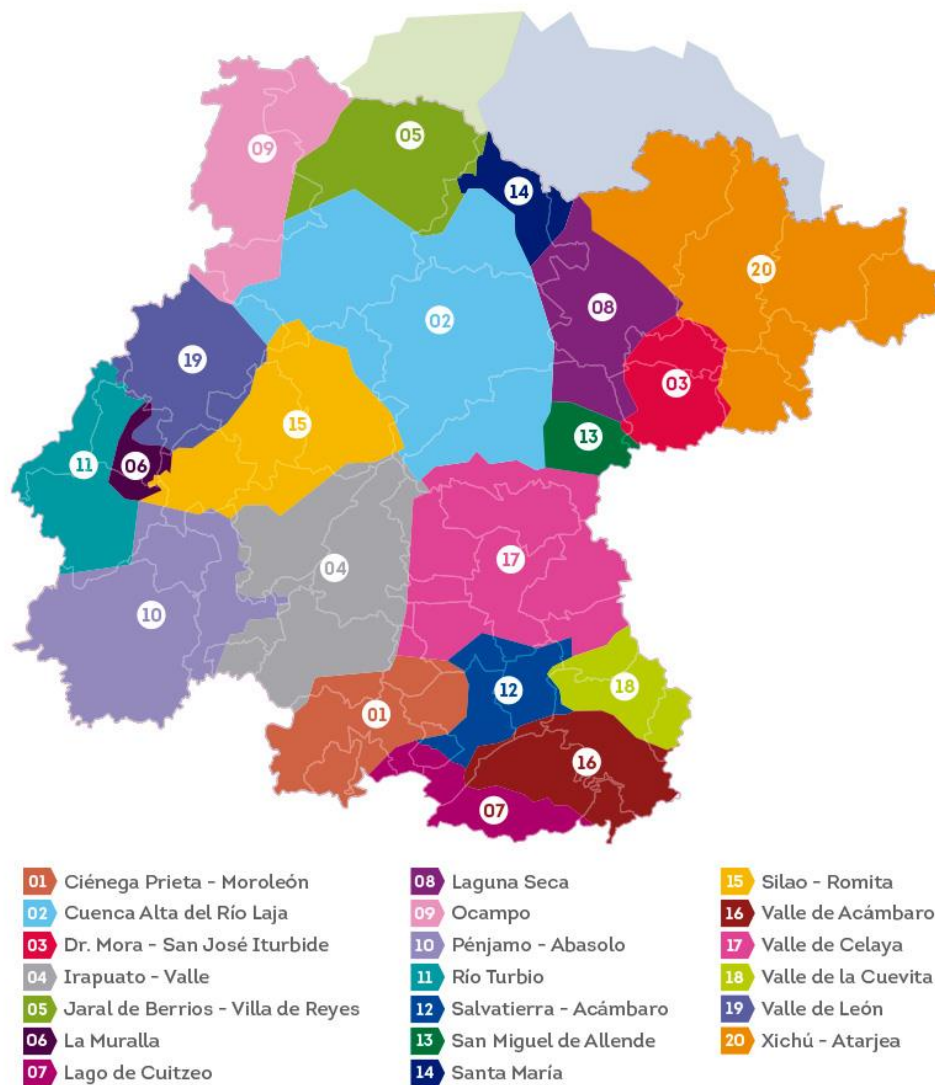 09
05
14
20
02
08
19
03
15
13
11
06
04
17
10
12
18
01
16
07
01 Ciénega Prieta - Moroleón
02 Cuenca Alta del Río Laja
03 Dr. Mora - San José Iturbide
04 Irapuato - Valle
05 Jaral de Berrios - Villa de Reyes
06 La Muralla
07 Lago de Cuitzeo
08 Laguna Seca
09 Ocampo
10 Pénjamo - Abasolo
11 Río Turbio
12 Salvatierra - Acámbaro
13 San Miguel de Allende
14 Santa María
15 Silao - Romita
16 Valle de Acámbaro
17 Valle de Celaya
18 Valle de la Cuevita
19 Valle de León
20 Xichú - Atarjea